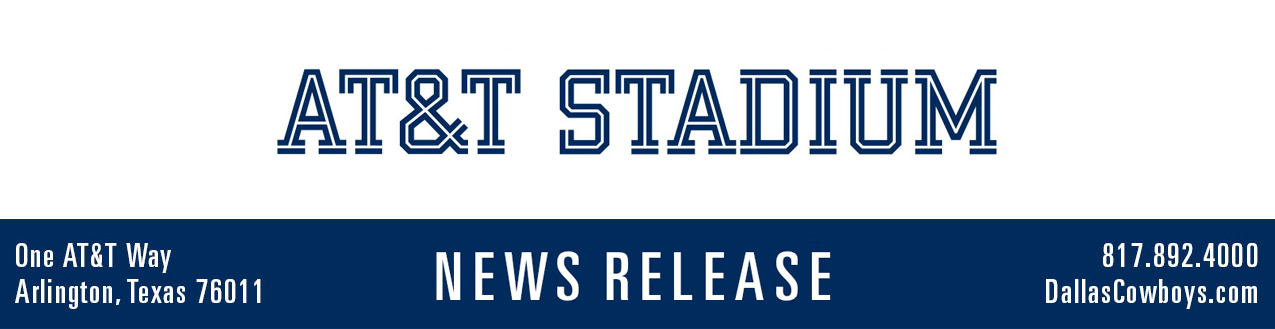 AT&T STADIUM
One AT&T Way
Arlington, Texas 76011
NEWS RELEASE
817.892.4000
DallasCowboys.com